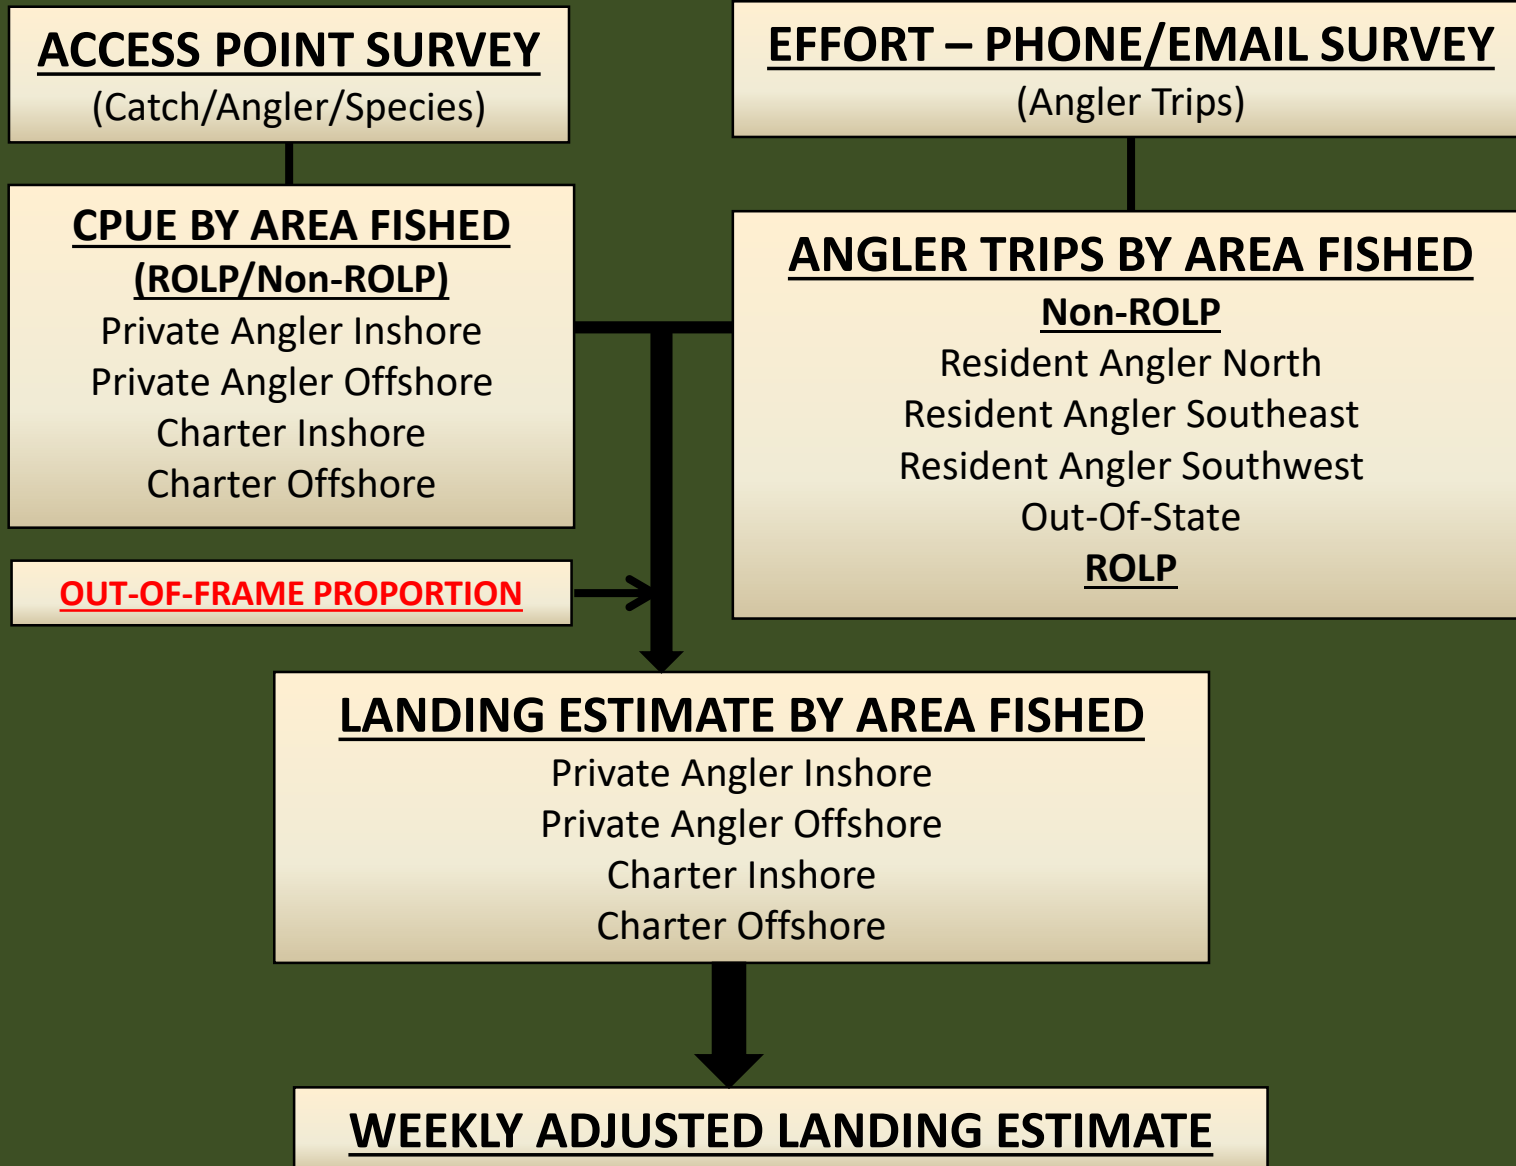 ACCESS POINT SURVEY
(Catch/Angler/Species)
EFFORT – PHONE/EMAIL SURVEY
(Angler Trips)
CPUE BY AREA FISHED
(ROLP/Non-ROLP)
Private Angler Inshore
Private Angler Offshore
Charter Inshore
Charter Offshore
ANGLER TRIPS BY AREA FISHED
Non-ROLP
Resident Angler North
Resident Angler Southeast
Resident Angler Southwest
Out-Of-State
ROLP
OUT-OF-FRAME PROPORTION
LANDING ESTIMATE BY AREA FISHED
Private Angler Inshore
Private Angler Offshore
Charter Inshore
Charter Offshore
WEEKLY ADJUSTED LANDING ESTIMATE